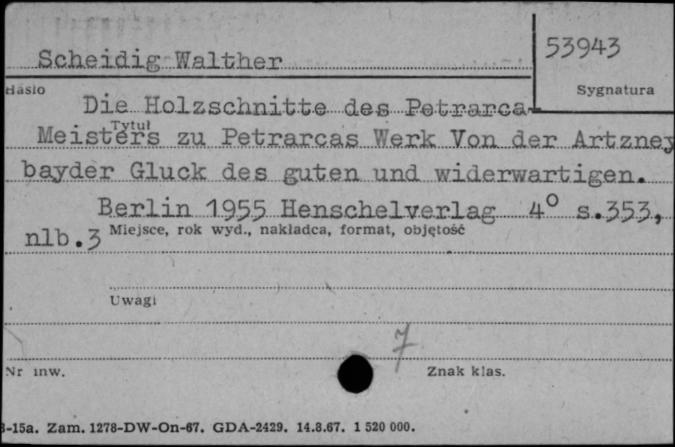 Scheidig Walther
53943
Hasło
Sygnatura
Die Holzschnitte des Petrarca-
Tytuł
Meisters zu Petrarcas Werk Von der Artzney
bayder Gluck des guten und widerwartigen.
Berlin 1955 Henschelverlag 4° s.353,
nlb.3
Miejsce, rok wyd., nakładca, format, objętość
Uwagi
7
Nr inw.
Znak klas.
-15a. Zam. 1278-DW-On-67. GDA-2429. 14.8.67. 1 520 000.